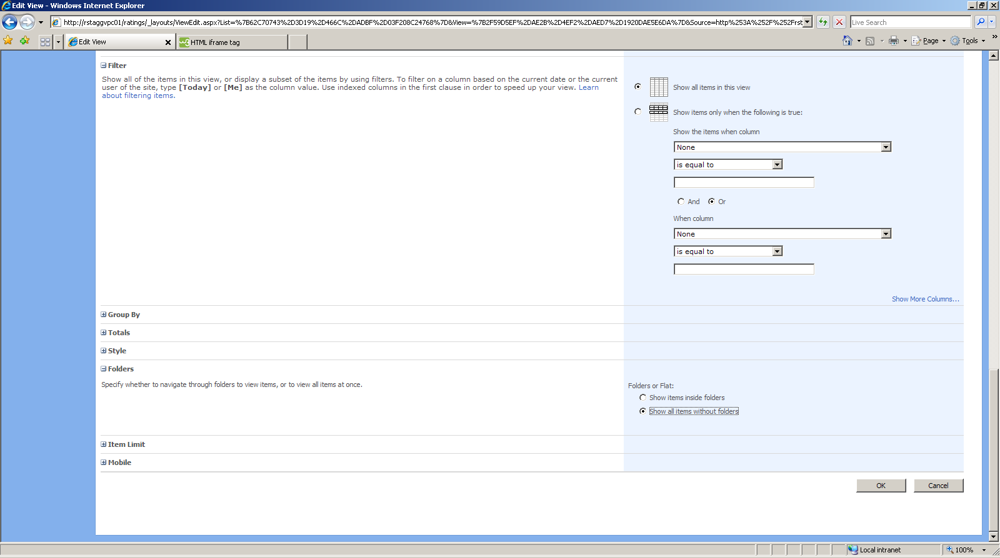 Edit View - Windows Internet Explorer
http://rstaggvpc01/ratings/_layouts/ViewEdit.aspx?List=%7B62C70743%2D3D19%2D466C%2DADBF%2D03F208C24768%7D&View=%7B2F59D5EF%2DAE2B%2D4EF2%2DAED7%2D1920DAE5E6DA%7D&Source=http%253A%252F%252Frst
Live Search
Edit View
HTML iframe tag
Page
Tools
Filter
Show all of the items in this view, or display a subset of the items by using filters. To filter on a column based on the current date or the current
user of the site, type [Today] or [Me] as the column value. Use indexed columns in the first clause in order to speed up your view. Learn
about filtering items.
Show all items in this view
Show items only when the following is true:
Show the items when column
None
is equal to
And Or
When column
None
is equal to
Show More Columns...
Group By
Totals
Style
Folders
Specify whether to navigate through folders to view items, or to view all items at once.
Folders or Flat:
Show items inside folders
Show all items without folders
Item Limit
Mobile
OK Cancel
Local intranet
100%